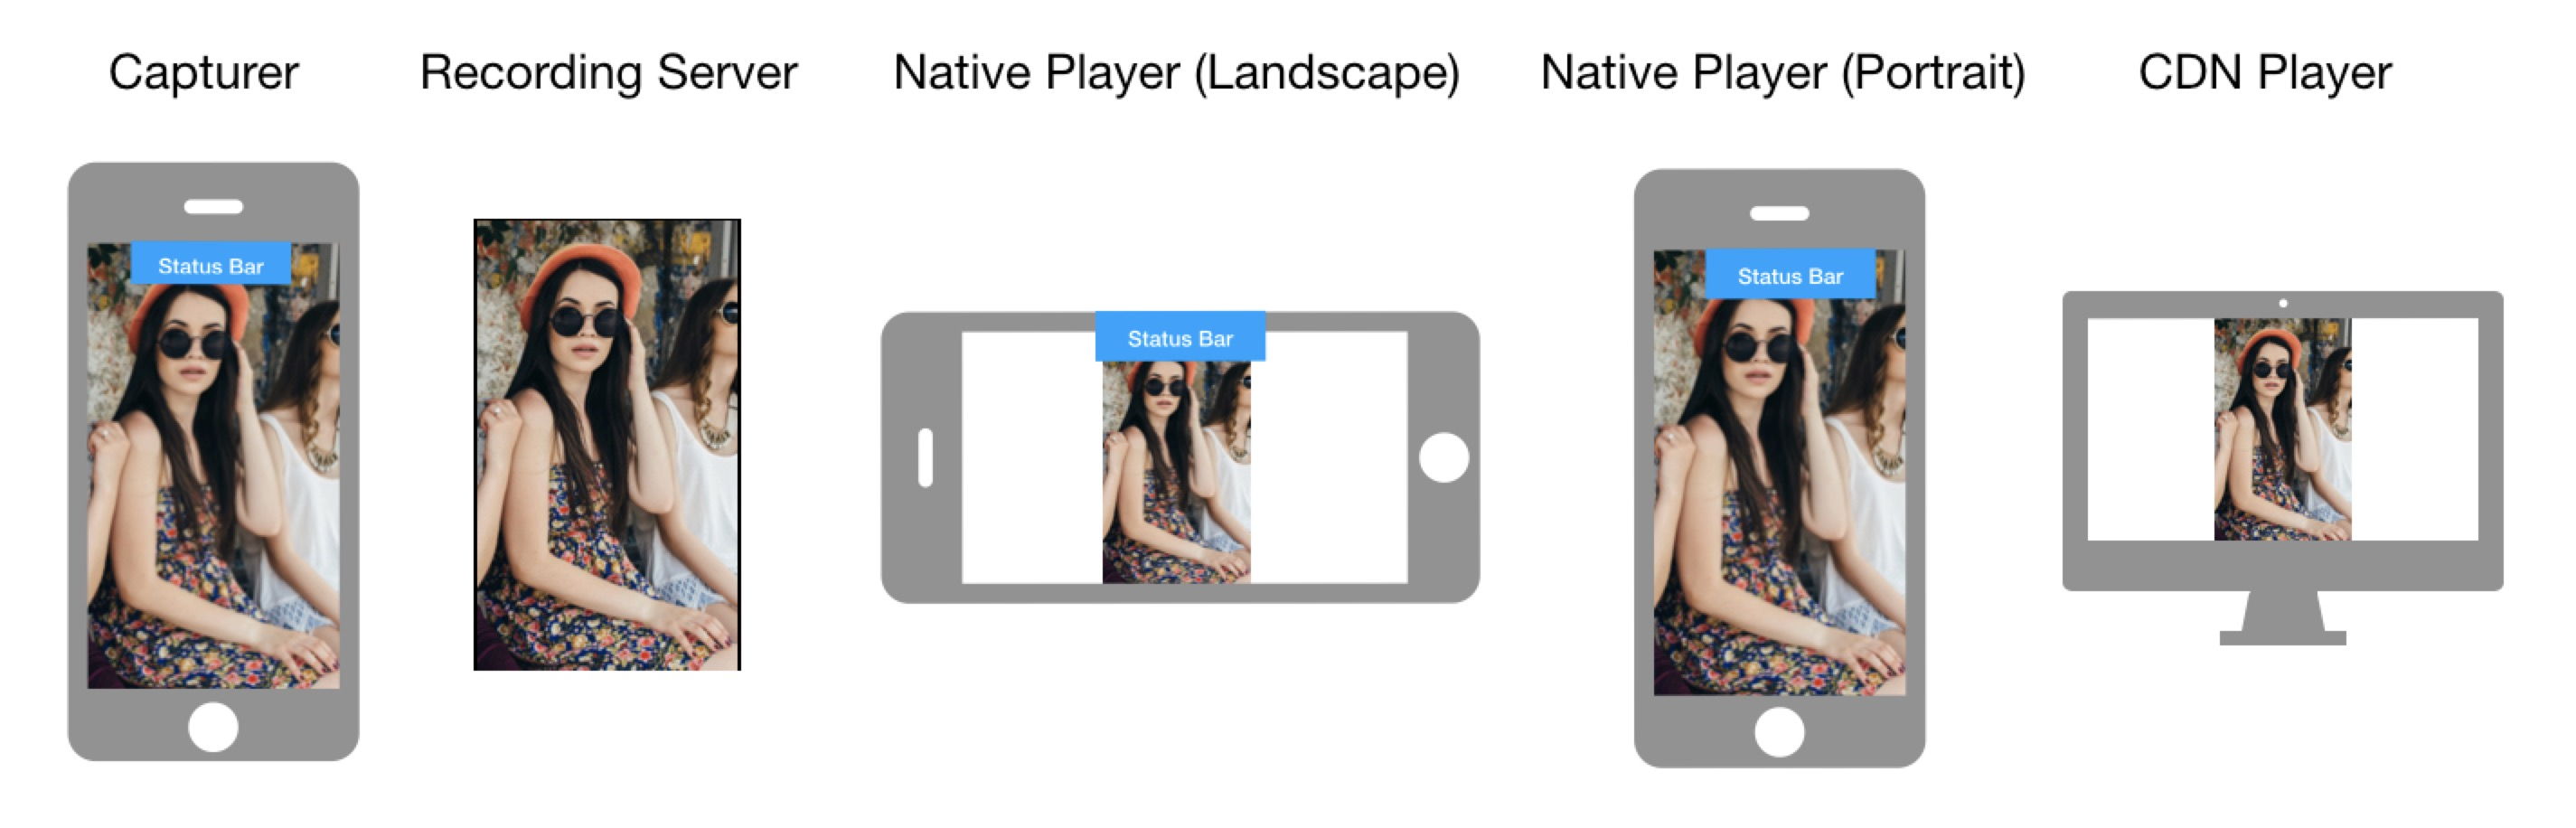 Capturer
Recording Server
Native Player (Landscape)
Native Player (Portrait)
CDN Player
Status Bar
Status Bar
Status Bar